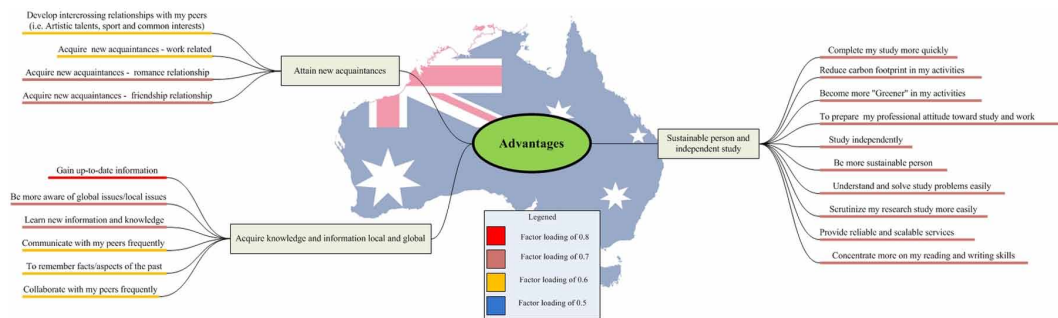 Develop intercrossing relationships with my peers
(i.e. Artistic talents, sport and common interests)
Acquire new acquaintances - work related
Acquire new acquaintances - romance relationship
Acquire new acquaintances - friendship relationship
Attain new acquaintances
Gain up-to-date information
Be more aware of global issues/local issues
Learn new information and knowledge
Communicate with my peers frequently
To remember facts/aspects of the past
Collaborate with my peers frequently
Acquire knowledge and information local and global
Advantages
Sustainable person and
independent study
Complete my study more quickly
Reduce carbon footprint in my activities
Become more "Greener" in my activities
To prepare my professional attitude toward study and work
Study independently
Be more sustainable person
Understand and solve study problems easily
Scrutinize my research study more easily
Provide reliable and scalable services
Concentrate more on my reading and writing skills
Legened
Factor loading of 0.8
Factor loading of 0.7
Factor loading of 0.6
Factor loading of 0.5